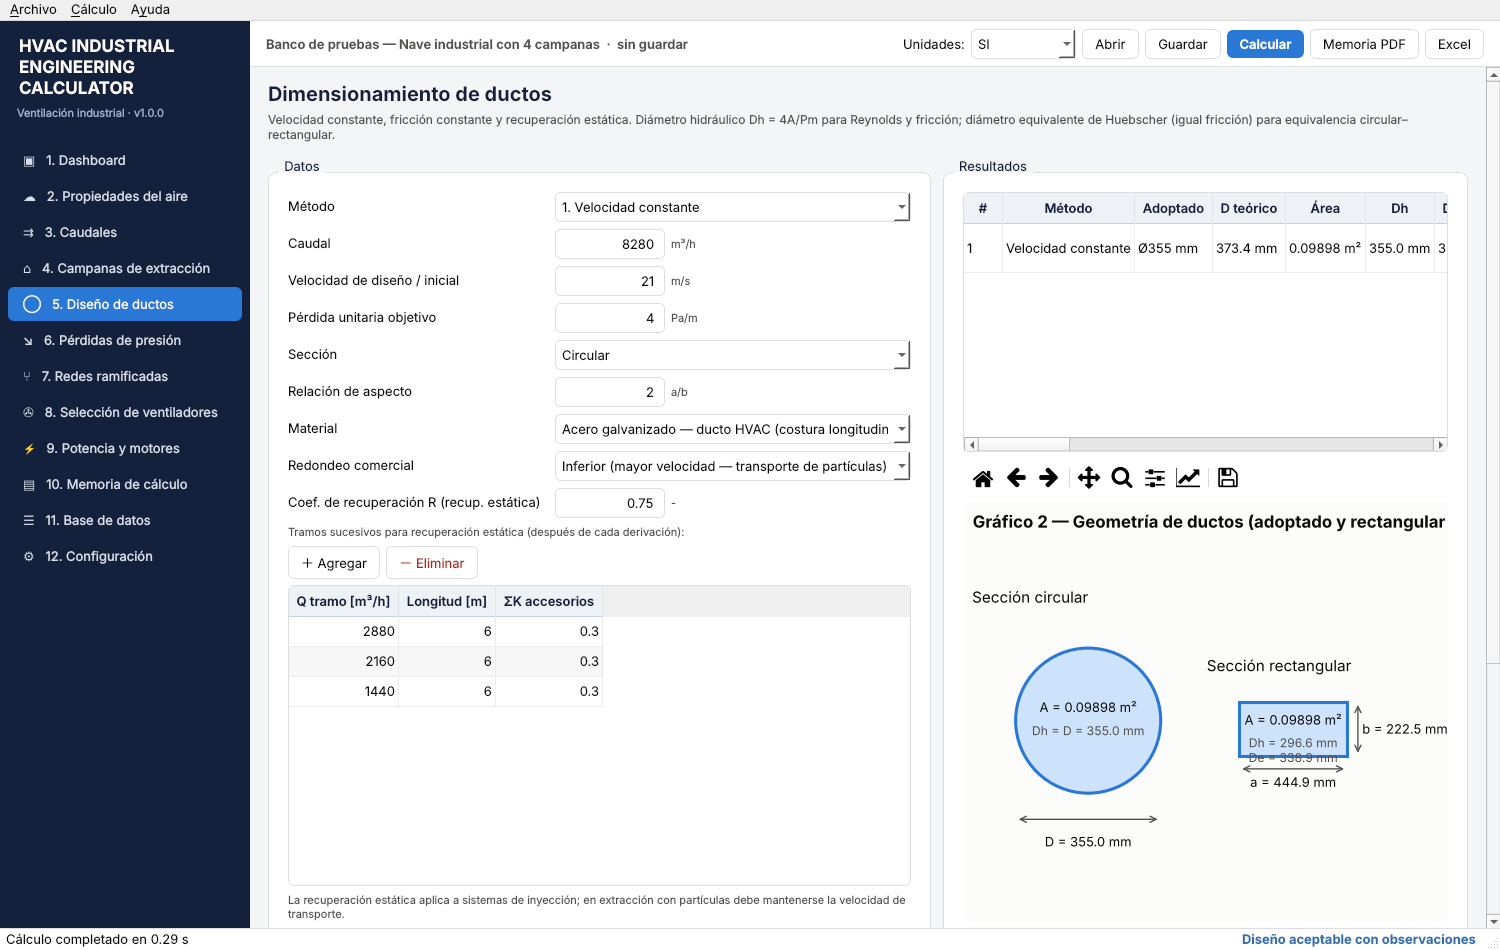 Archivo Cálculo Ayuda
HVAC INDUSTRIAL
ENGINEERING
CALCULATOR
Ventilación industrial · v1.0.0
1. Dashboard
2. Propiedades del aire
3. Caudales
4. Campanas de extracción
5. Diseño de ductos
6. Pérdidas de presión
7. Redes ramificadas
8. Selección de ventiladores
9. Potencia y motores
10. Memoria de cálculo
11. Base de datos
12. Configuración
Banco de pruebas — Nave industrial con 4 campanas · sin guardar
Unidades: SI Abrir Guardar Calcular Memoria PDF Excel
Dimensionamiento de ductos
Velocidad constante, fricción constante y recuperación estática. Diámetro hidráulico Dh = 4A/Pm para Reynolds y fricción; diámetro equivalente de Huebscher (igual fricción) para equivalencia circular–
rectangular.
Datos
Método 1. Velocidad constante
Caudal 8280 m³/h
Velocidad de diseño / inicial 21 m/s
Pérdida unitaria objetivo 4 Pa/m
Sección Circular
Relación de aspecto 2 a/b
Material Acero galvanizado — ducto HVAC (costura longitudin
Redondeo comercial Inferior (mayor velocidad — transporte de partículas)
Coef. de recuperación R (recup. estática) 0.75 -
Tramos sucesivos para recuperación estática (después de cada derivación):
+ Agregar − Eliminar
Q tramo [m³/h] Longitud [m] ΣK accesorios
2880 6 0.3
2160 6 0.3
1440 6 0.3
La recuperación estática aplica a sistemas de inyección; en extracción con partículas debe mantenerse la velocidad de
transporte.
Resultados
# Método Adoptado D teórico Área Dh D
1 Velocidad constante Ø355 mm 373.4 mm 0.09898 m² 355.0 mm 3
Gráfico 2 — Geometría de ductos (adoptado y rectangular
Sección circular
A = 0.09898 m²
Dh = D = 355.0 mm
D = 355.0 mm
Sección rectangular
A = 0.09898 m²
Dh = 296.6 mm
De = 338.9 mm
b = 222.5 mm
a = 444.9 mm
Cálculo completado en 0.29 s
Diseño aceptable con observaciones